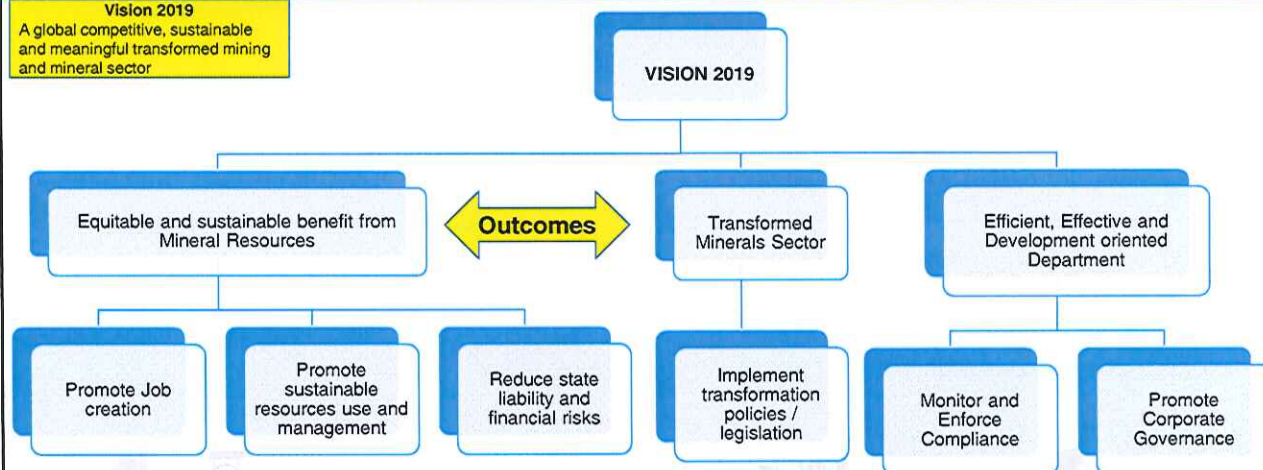 Vision 2019
A global competitive, sustainable
and meaningful transformed mining
and mineral sector
VISION 2019
Equitable and sustainable benefit from
Mineral Resources
Outcomes
Transformed
Minerals Sector
Efficient, Effective and
Development oriented
Department
Promote Job
creation
Promote
sustainable
resources use and
management
Reduce state
liability and
financial risks
Implement
transformation
policies /
legislation
Monitor and
Enforce
Compliance
Promote
Corporate
Governance